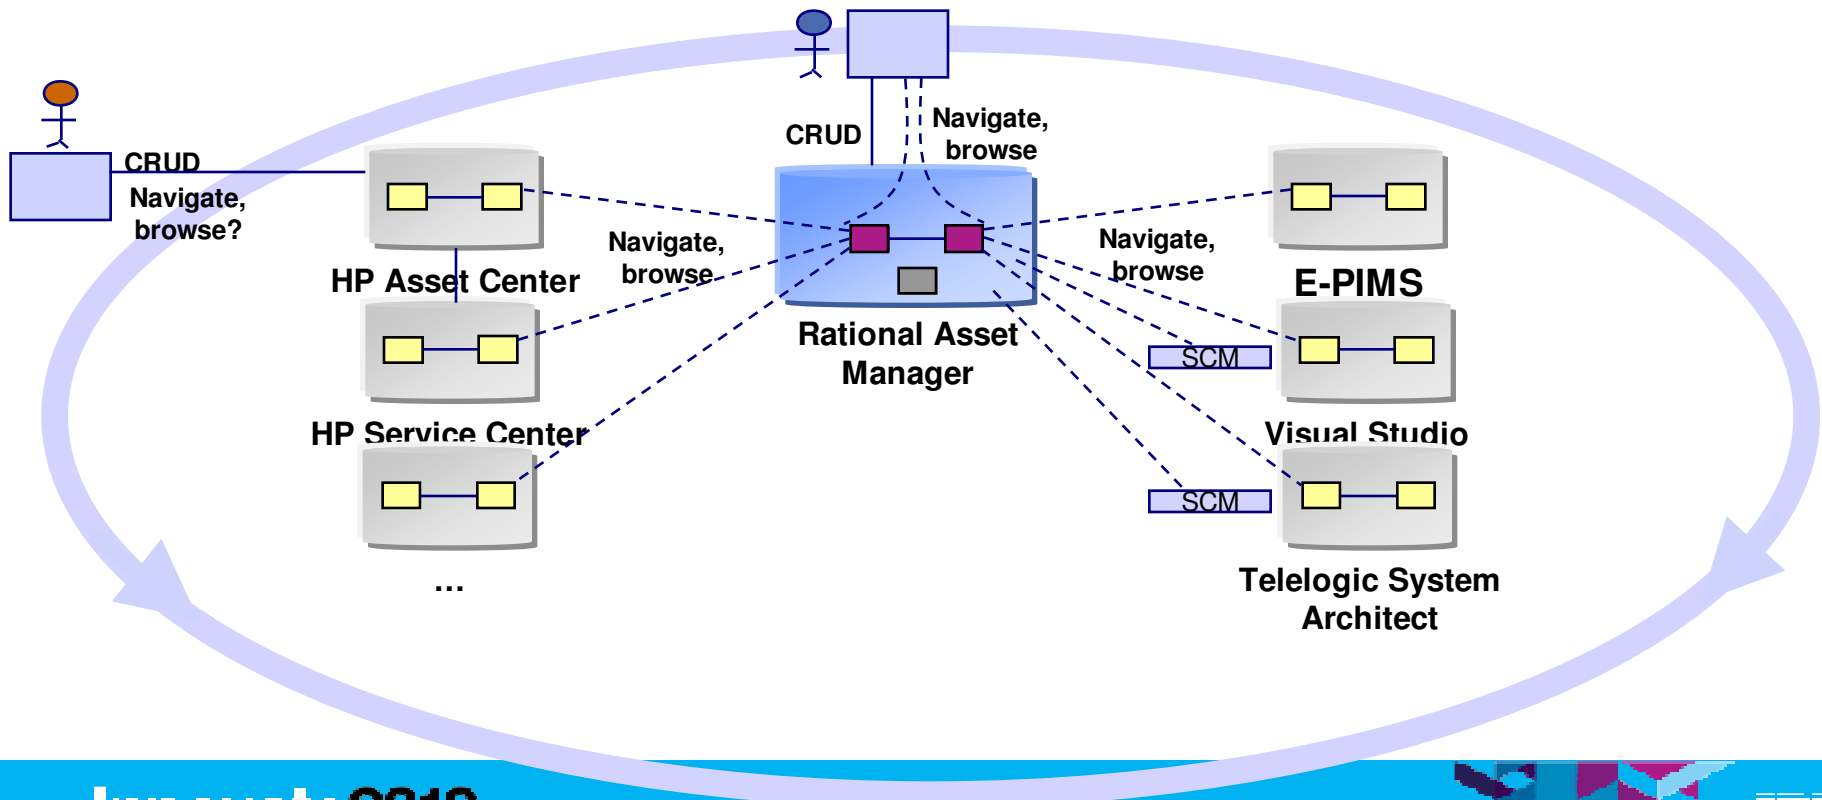 CRUD
Navigate,
browse
CRUD
Navigate,
browse?
HP Asset Center
Navigate,
browse
Navigate,
browse
E-PIMS
Rational Asset
Manager
SCM
HP Service Center
Visual Studio
SCM
...
Telelogic System
Architect